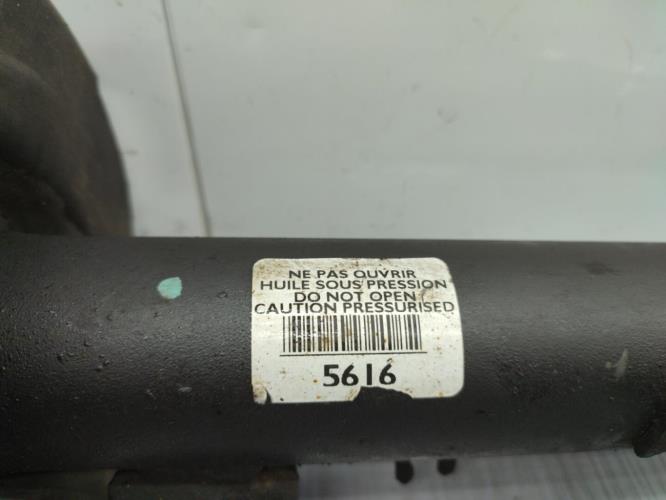 NE PAS OUVRIR
HUILE SOUS PRESSION
DO NOT OPEN
CAUTION PRESSURISED
5616